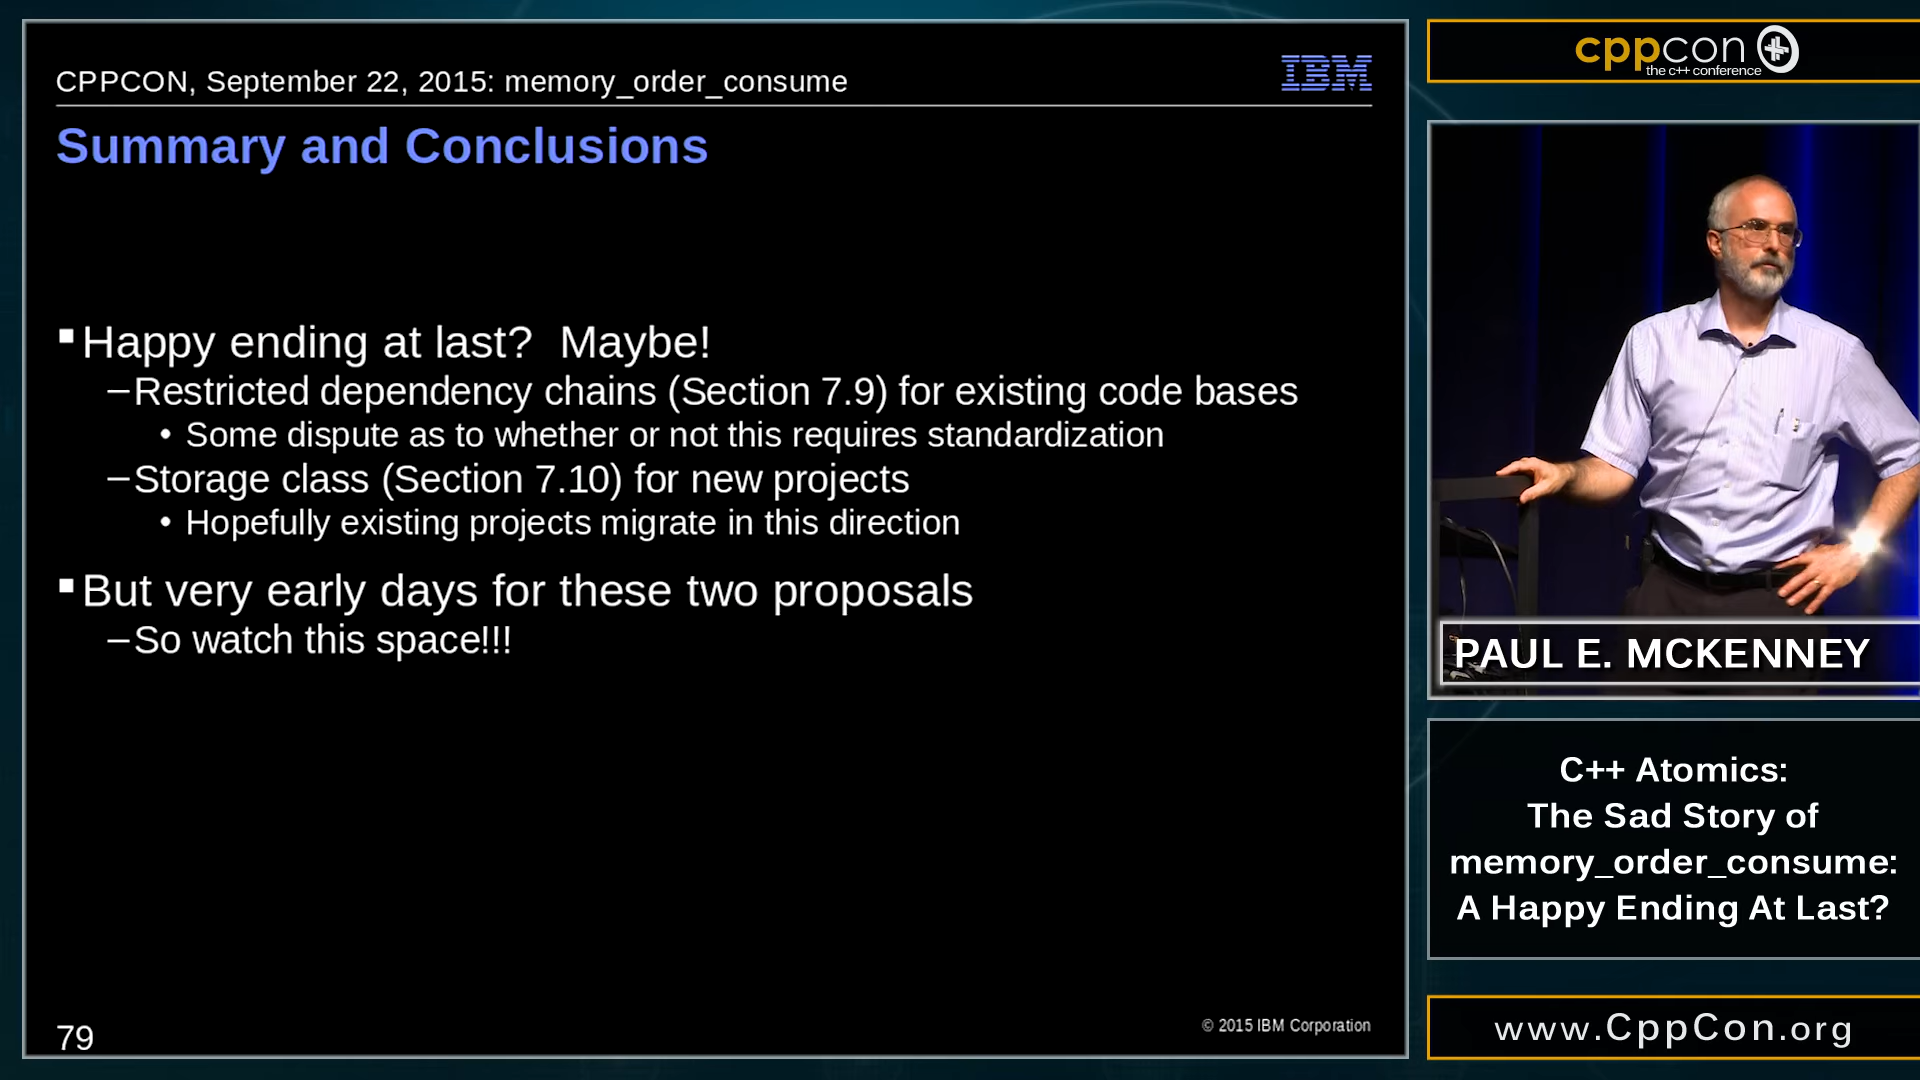 CPPCON, September 22, 2015: memory_order_consume
IBM
Summary and Conclusions
▪Happy ending at last?  Maybe!
–Restricted dependency chains (Section 7.9) for existing code bases
• Some dispute as to whether or not this requires standardization
–Storage class (Section 7.10) for new projects
• Hopefully existing projects migrate in this direction
▪But very early days for these two proposals
–So watch this space!!!
79
© 2015 IBM Corporation
cppcon
the c++ conference
PAUL E. MCKENNEY
C++ Atomics:
The Sad Story of
memory_order_consume:
A Happy Ending At Last?
www.CppCon.org